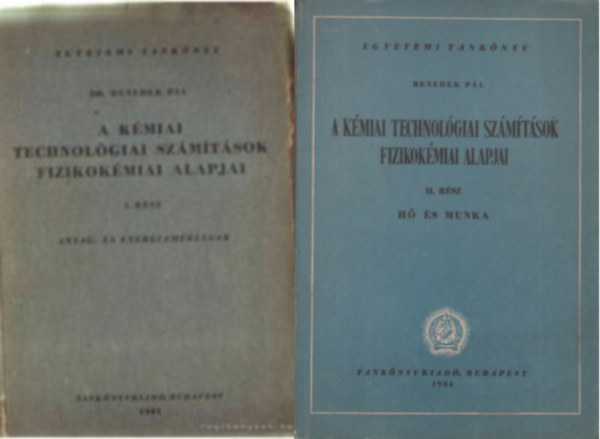 EGYETEMI TANKÖNYV
DR. BENEDEK PÁL
A KÉMIAI
TECHNOLÓGIAI SZÁMÍTÁSOK
FIZIKOKÉMIAI ALAPJAI
I. RÉSZ
ANYAG- ÉS ENERGIAMÉRLEGEK
TANKÖNYVKIADÓ, BUDAPEST
EGYETEMI TANKÖNYV
BENEDEK PÁL
A KÉMIAI TECHNOLÓGIAI SZÁMÍTÁSOK
FIZIKOKÉMIAI ALAPJAI
II. RÉSZ
HŐ ÉS MUNKA
TANKÖNYVKIADÓ, BUDAPEST
1954